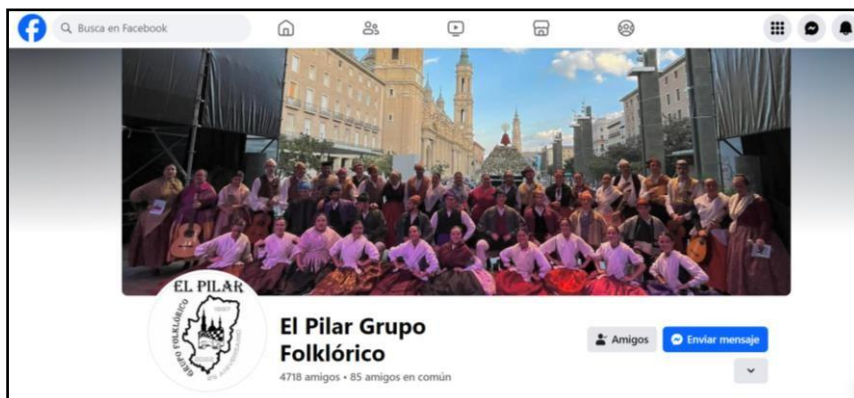 Busca en Facebook
EL PILAR
GRUPO FOLKLÓRICO
El Pilar Grupo
Folklórico
4718 amigos • 85 amigos en común
Amigos
Enviar mensaje